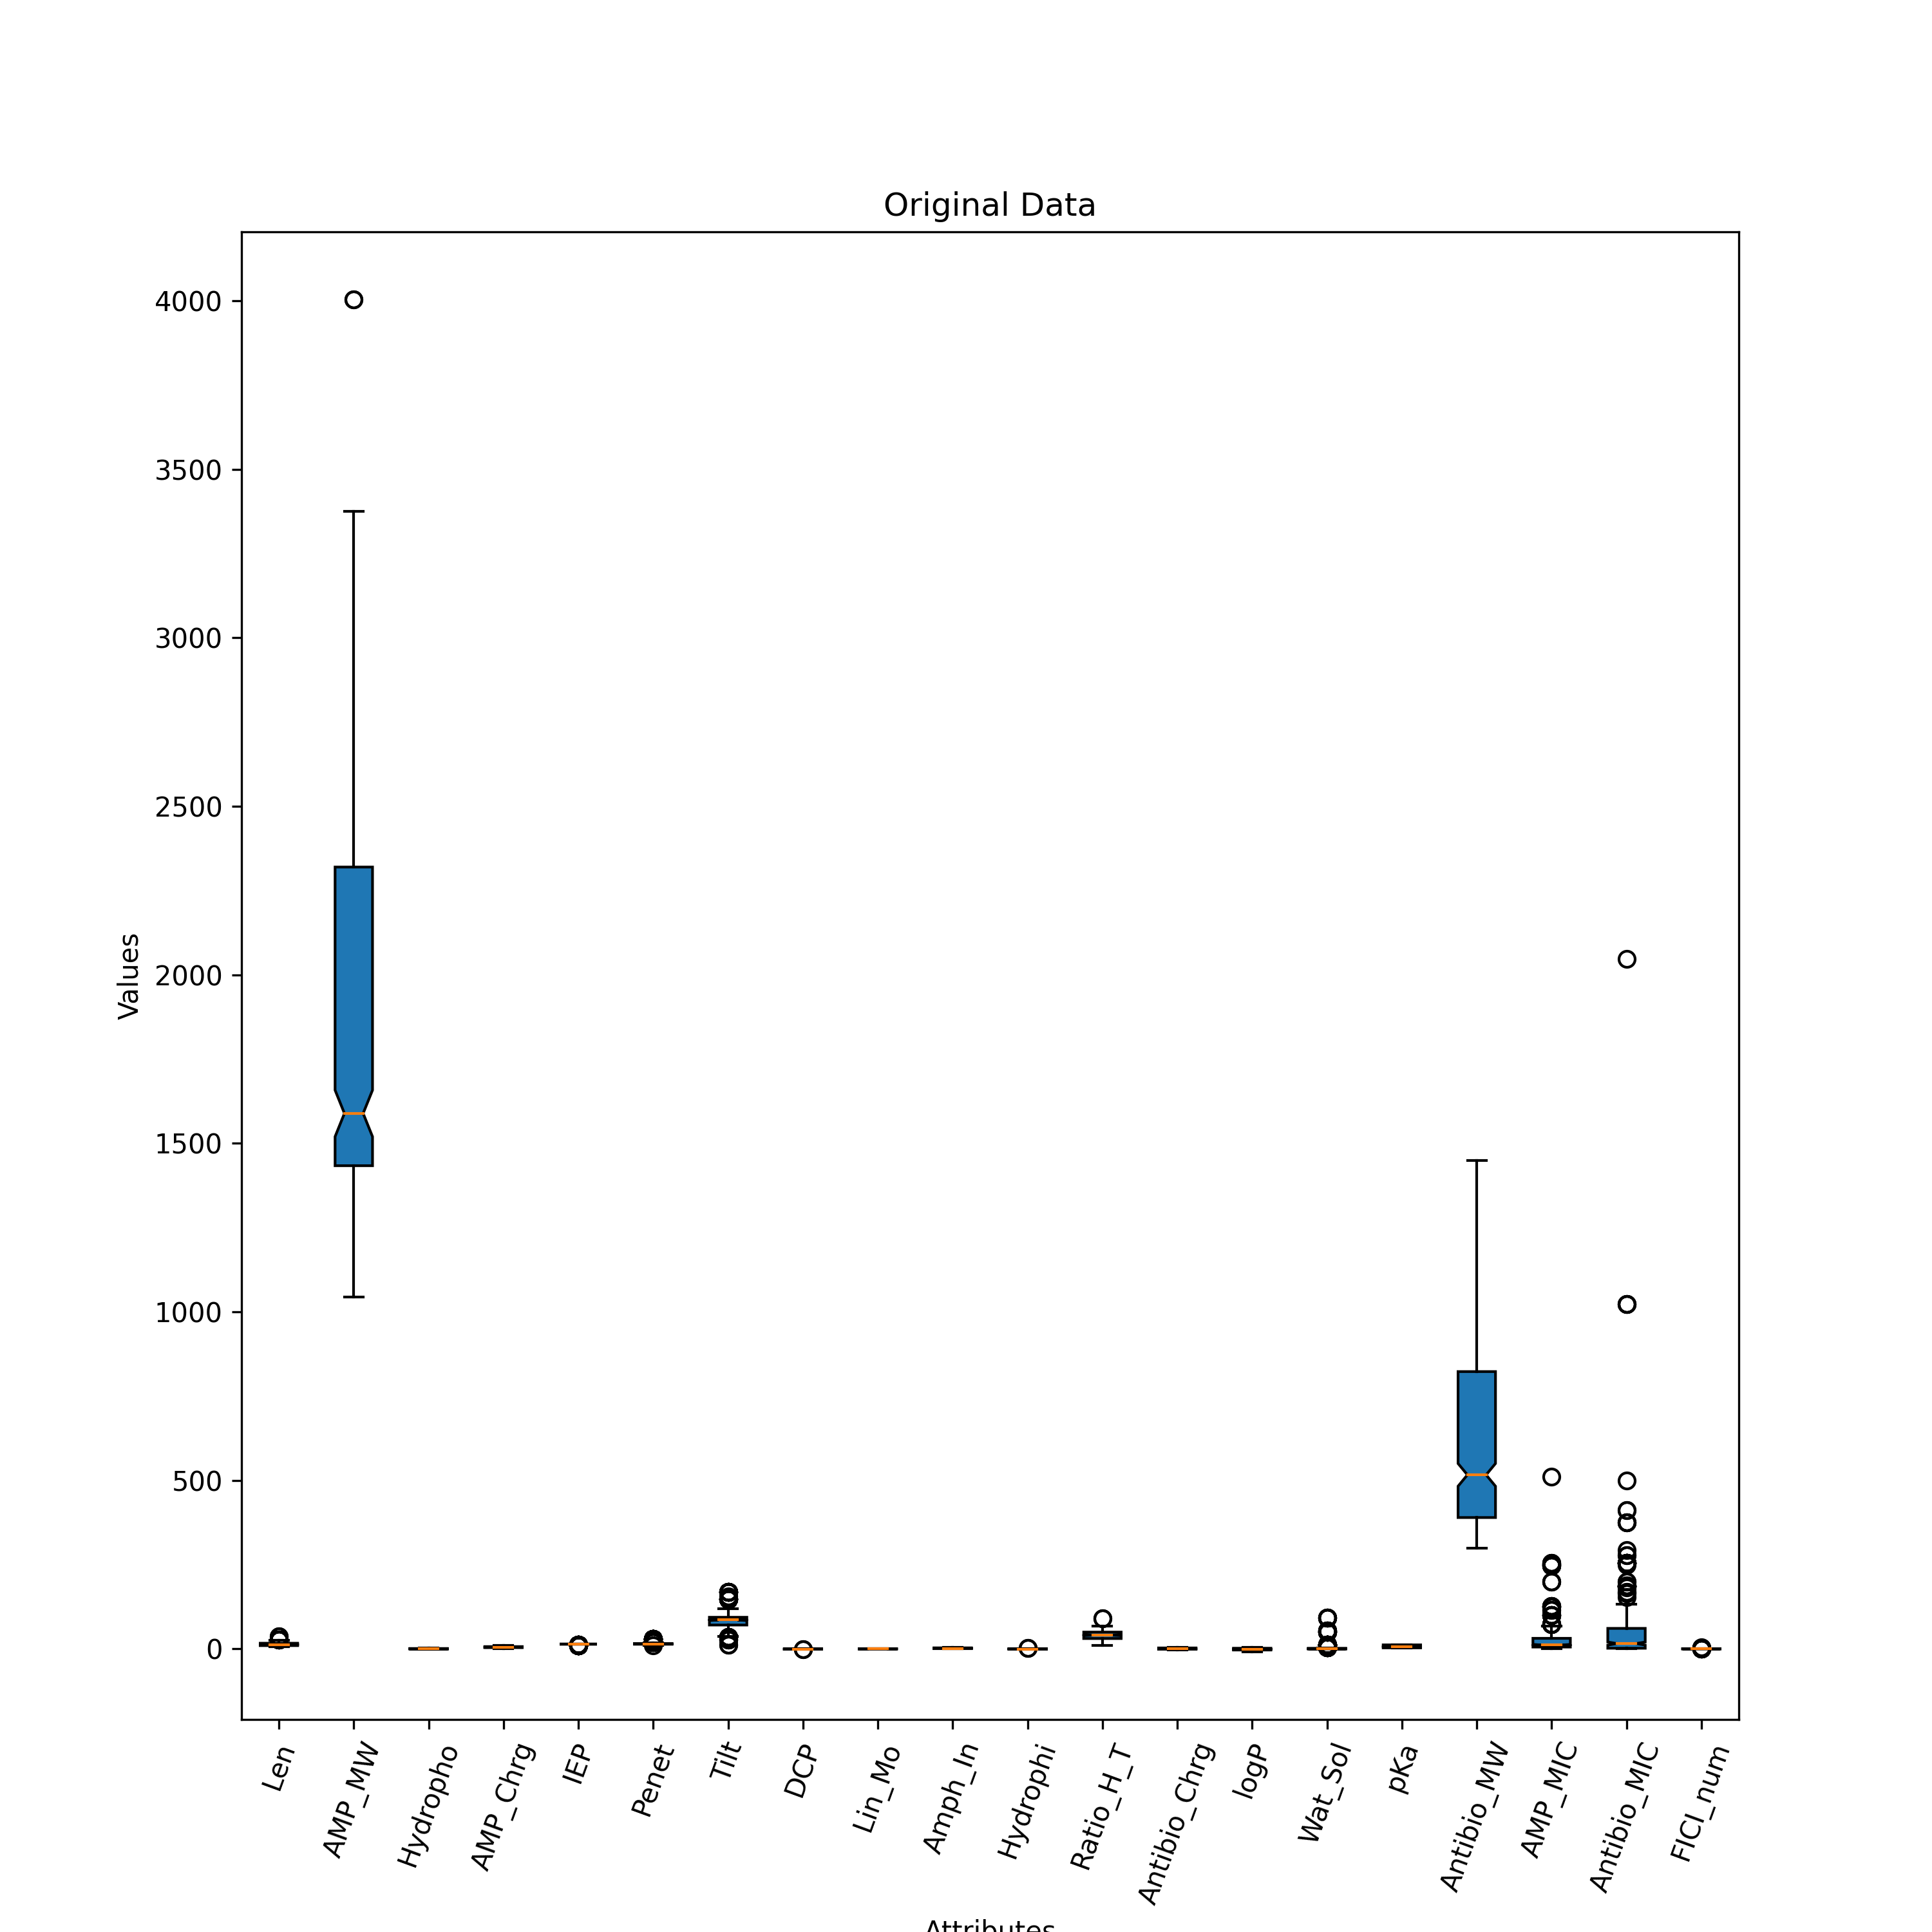 Original Data
4000
3500
3000
2500
2000
1500
1000
500
0
Values
Len
AMP_MW
Hydropho
AMP_Chrg
IEP
Penet
Tilt
DCP
Lin_Mo
Amph_In
Hydrophi
Ratio_H_T
Antibio_Chrg
logP
Wat_Sol
pKa
Antibio_MW
AMP_MIC
Antibio_MIC
FICI_num
Attributes